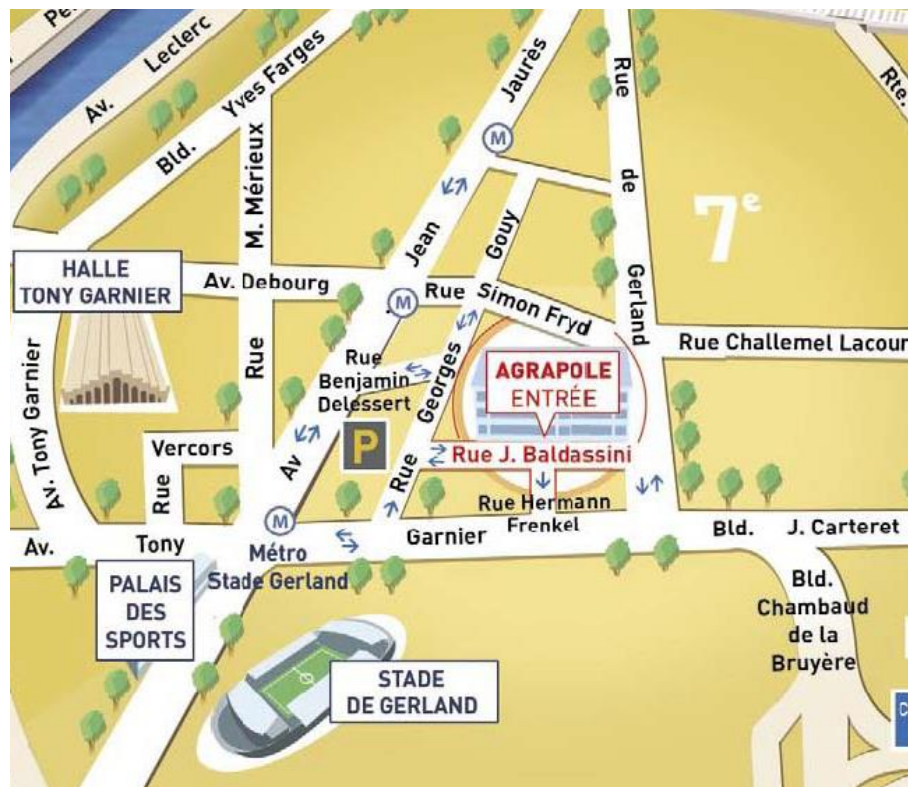 Av. Leclerc
Bld. Yves Farges
Rue M. Mérieux
Av Jean Jaurès
Rue de Gerland
Rte.
7e
M
HALLE
TONY GARNIER
Av. Debourg
M
Rue Simon Fryd
Rue Georges Gouy
Rue Challemel Lacour
Rue
Benjamin
Delessert
AGRAPOLE
ENTRÉE
P
Av. Tony Garnier
Rue Vercors
Rue J. Baldassini
Rue Hermann
Frenkel
M
Métro
Stade Gerland
Av. Tony Garnier
Bld. J. Carteret
PALAIS
DES
SPORTS
Bld.
Chambaud
de la
Bruyère
STADE
DE GERLAND